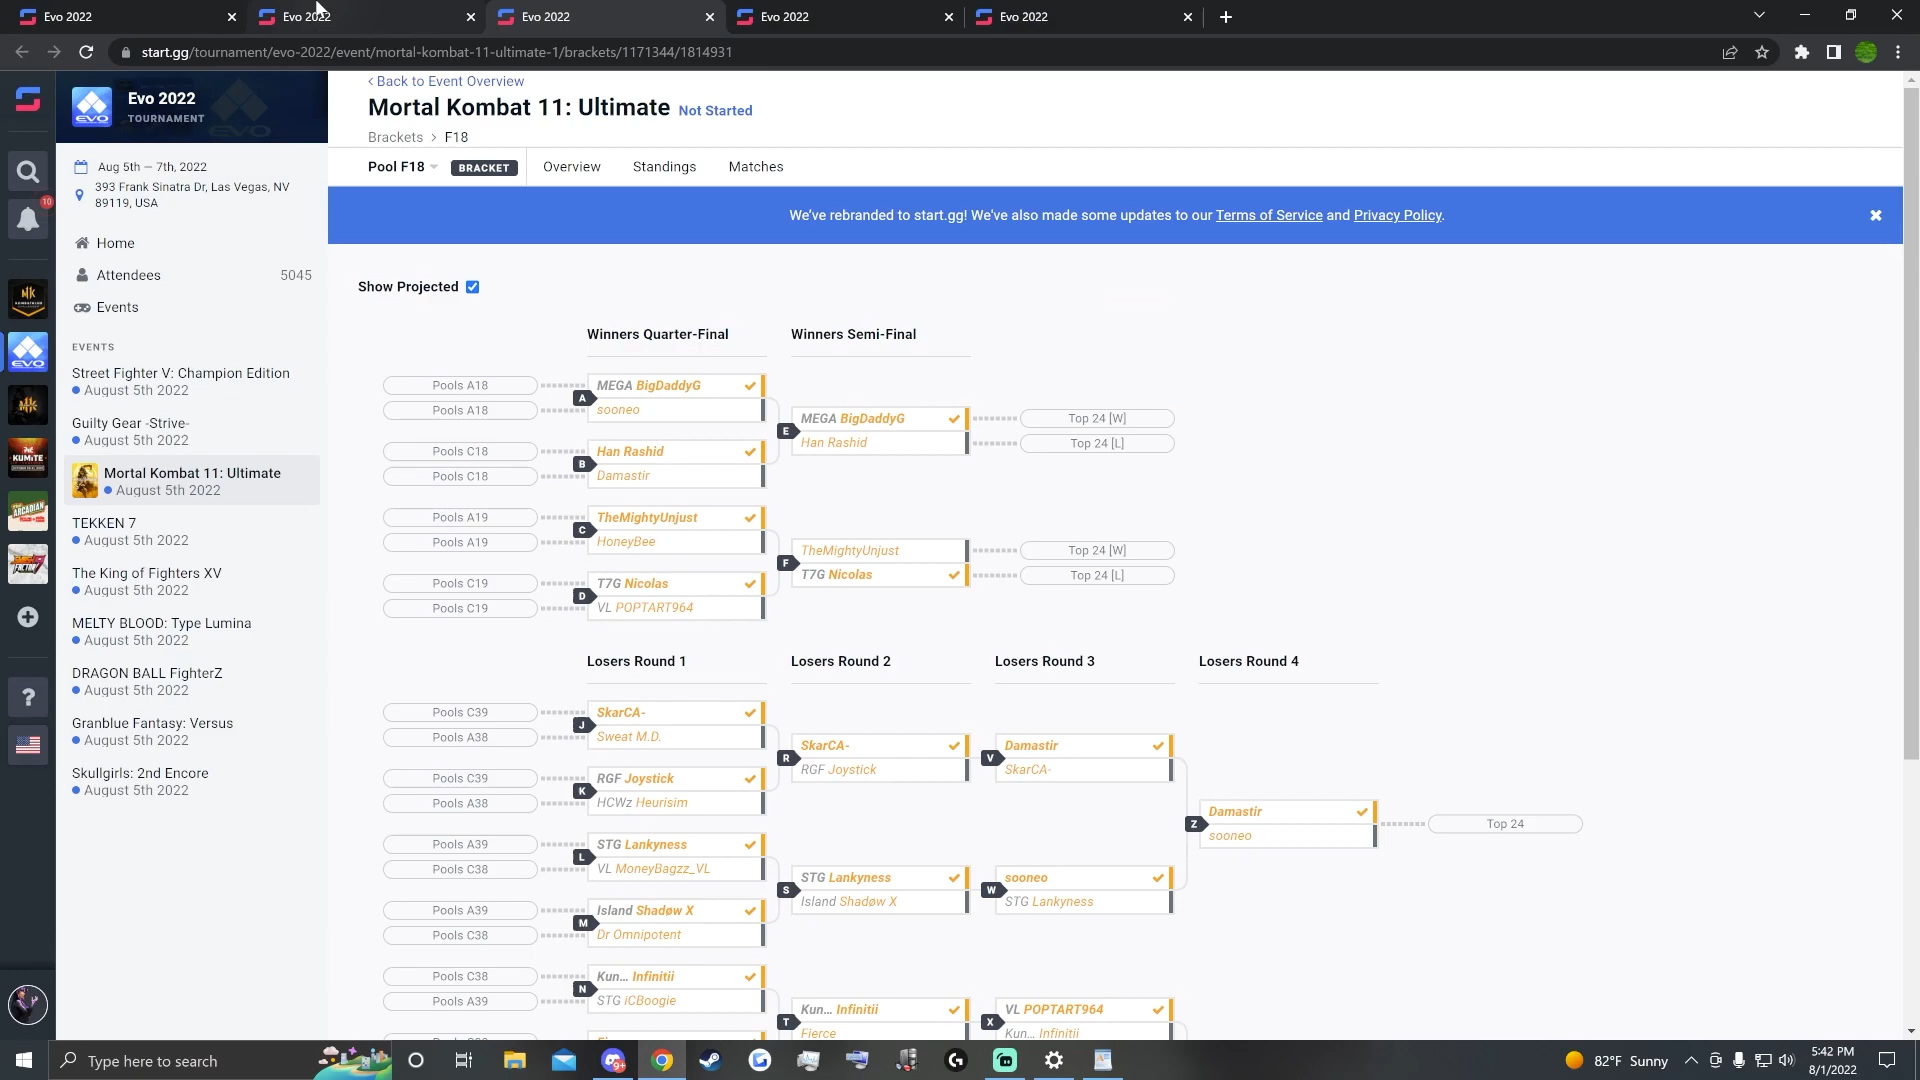 Evo 2022
Evo 2022
Evo 2022
Evo 2022
Evo 2022
start.gg/tournament/evo-2022/event/mortal-kombat-11-ultimate-1/brackets/1171344/1814931
Evo 2022
TOURNAMENT
Aug 5th — 7th, 2022
393 Frank Sinatra Dr, Las Vegas, NV
89119, USA
10
Home
Attendees 5045
Events
EVENTS
Street Fighter V: Champion Edition
August 5th 2022
Guilty Gear -Strive-
August 5th 2022
Mortal Kombat 11: Ultimate
August 5th 2022
TEKKEN 7
August 5th 2022
The King of Fighters XV
August 5th 2022
MELTY BLOOD: Type Lumina
August 5th 2022
DRAGON BALL FighterZ
August 5th 2022
Granblue Fantasy: Versus
August 5th 2022
Skullgirls: 2nd Encore
August 5th 2022
‹ Back to Event Overview
Mortal Kombat 11: Ultimate Not Started
Brackets > F18
Pool F18 BRACKET Overview Standings Matches
We've rebranded to start.gg! We've also made some updates to our Terms of Service and Privacy Policy.
Show Projected
Winners Quarter-Final Winners Semi-Final
Pools A18
Pools A18
A
MEGA BigDaddyG
sooneo
Pools C18
Pools C18
B
Han Rashid
Damastir
E
MEGA BigDaddyG
Han Rashid
Top 24 [W]
Top 24 [L]
Pools A19
Pools A19
C
TheMightyUnjust
HoneyBee
Pools C19
Pools C19
D
T7G Nicolas
VL POPTART964
F
TheMightyUnjust
T7G Nicolas
Top 24 [W]
Top 24 [L]
Losers Round 1 Losers Round 2 Losers Round 3 Losers Round 4
Pools C39
Pools A38
J
SkarCA-
Sweat M.D.
Pools C39
Pools A38
K
RGF Joystick
HCWz Heurisim
R
SkarCA-
RGF Joystick
V
Damastir
SkarCA-
Pools A39
Pools C38
L
STG Lankyness
VL MoneyBagzz_VL
Pools A39
Pools C38
M
Island Shadøw X
Dr Omnipotent
S
STG Lankyness
Island Shadøw X
W
sooneo
STG Lankyness
Z
Damastir
sooneo
Top 24
Pools C38
Pools A39
N
Kun... Infinitii
STG iCBoogie
T
Kun... Infinitii
Fierce
X
VL POPTART964
Kun... Infinitii
Type here to search
82°F Sunny
5:42 PM
8/1/2022